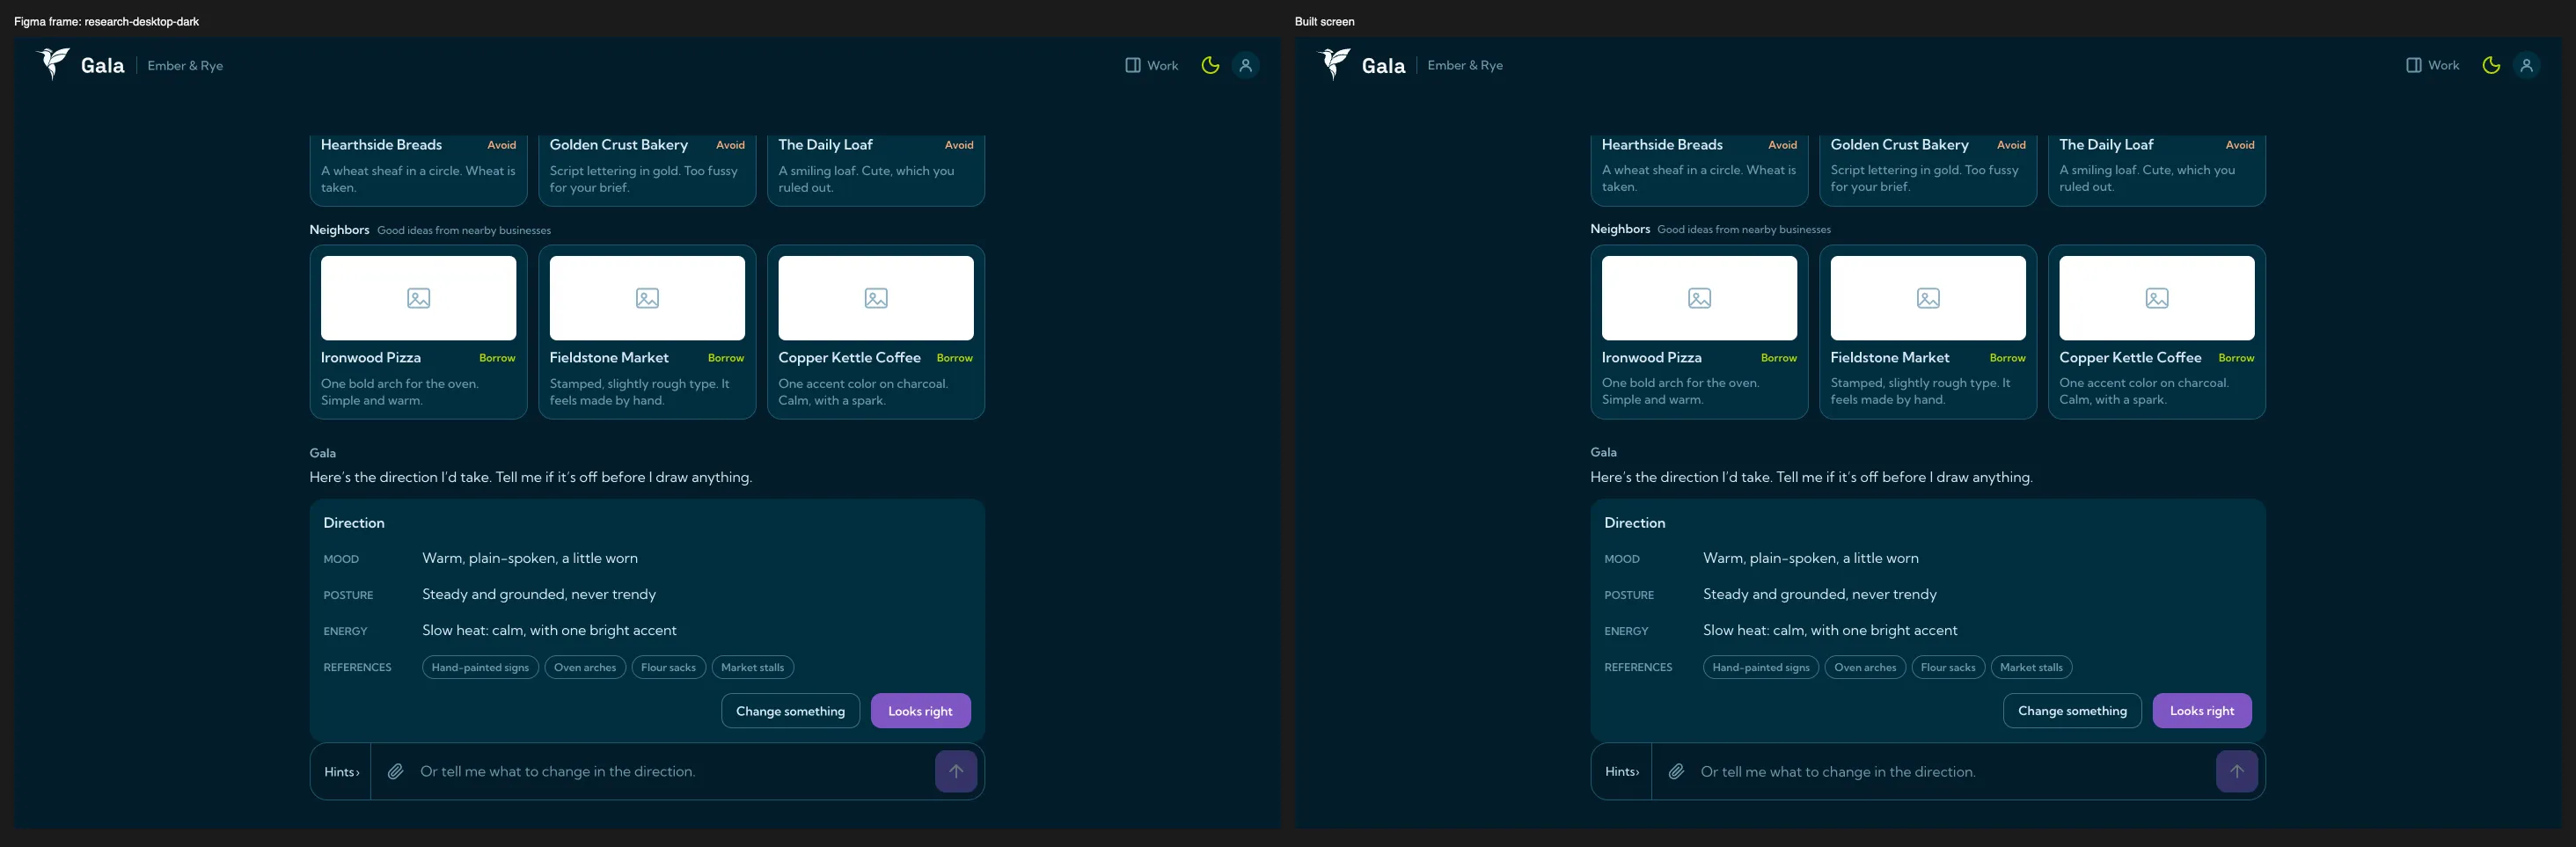 Figma frame: research-desktop-dark
Gala
Ember & Rye
Work
Hearthside Breads
Avoid
A wheat sheaf in a circle. Wheat is
taken.
Golden Crust Bakery
Avoid
Script lettering in gold. Too fussy
for your brief.
The Daily Loaf
Avoid
A smiling loaf. Cute, which you
ruled out.
Neighbors Good ideas from nearby businesses
Ironwood Pizza
Borrow
One bold arch for the oven.
Simple and warm.
Fieldstone Market
Borrow
Stamped, slightly rough type. It
feels made by hand.
Copper Kettle Coffee
Borrow
One accent color on charcoal.
Calm, with a spark.
Gala
Here’s the direction I’d take. Tell me if it’s off before I draw anything.
Direction
MOOD Warm, plain-spoken, a little worn
POSTURE Steady and grounded, never trendy
ENERGY Slow heat: calm, with one bright accent
REFERENCES Hand-painted signs Oven arches Flour sacks Market stalls
Change something Looks right
Hints› Or tell me what to change in the direction.
Built screen
Gala
Ember & Rye
Work
Hearthside Breads
Avoid
A wheat sheaf in a circle. Wheat is
taken.
Golden Crust Bakery
Avoid
Script lettering in gold. Too fussy
for your brief.
The Daily Loaf
Avoid
A smiling loaf. Cute, which you
ruled out.
Neighbors Good ideas from nearby businesses
Ironwood Pizza
Borrow
One bold arch for the oven.
Simple and warm.
Fieldstone Market
Borrow
Stamped, slightly rough type. It
feels made by hand.
Copper Kettle Coffee
Borrow
One accent color on charcoal.
Calm, with a spark.
Gala
Here’s the direction I’d take. Tell me if it’s off before I draw anything.
Direction
MOOD Warm, plain-spoken, a little worn
POSTURE Steady and grounded, never trendy
ENERGY Slow heat: calm, with one bright accent
REFERENCES Hand-painted signs Oven arches Flour sacks Market stalls
Change something Looks right
Hints› Or tell me what to change in the direction.